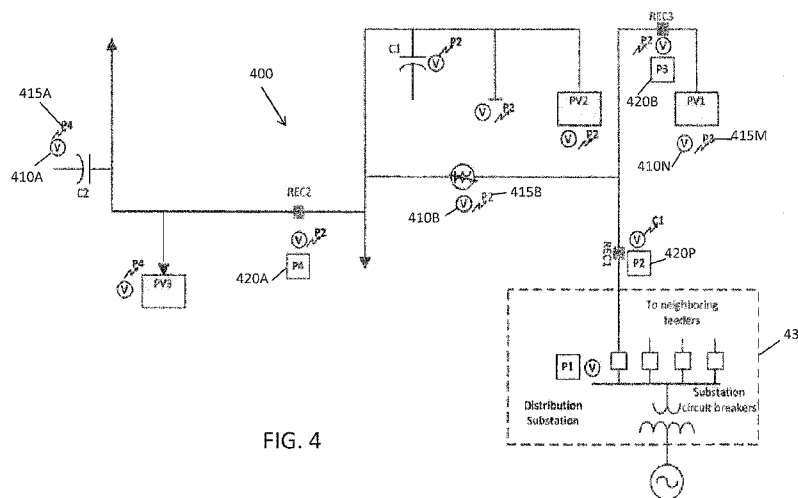 REC3
P2
V
P3
420B
PV1
V
P3
415M
410N
C1
V
P2
400
V
P2
PV2
V
P2
415A
P4
V
410A
C2
REC2
V
P2
P4
420A
410B
V
P2
415B
P4
V
PV3
REC1
V
C1
P2
420P
To neighboring
feeders
43
P1
V
Distribution
Substation
Substation
circuit breakers
FIG. 4